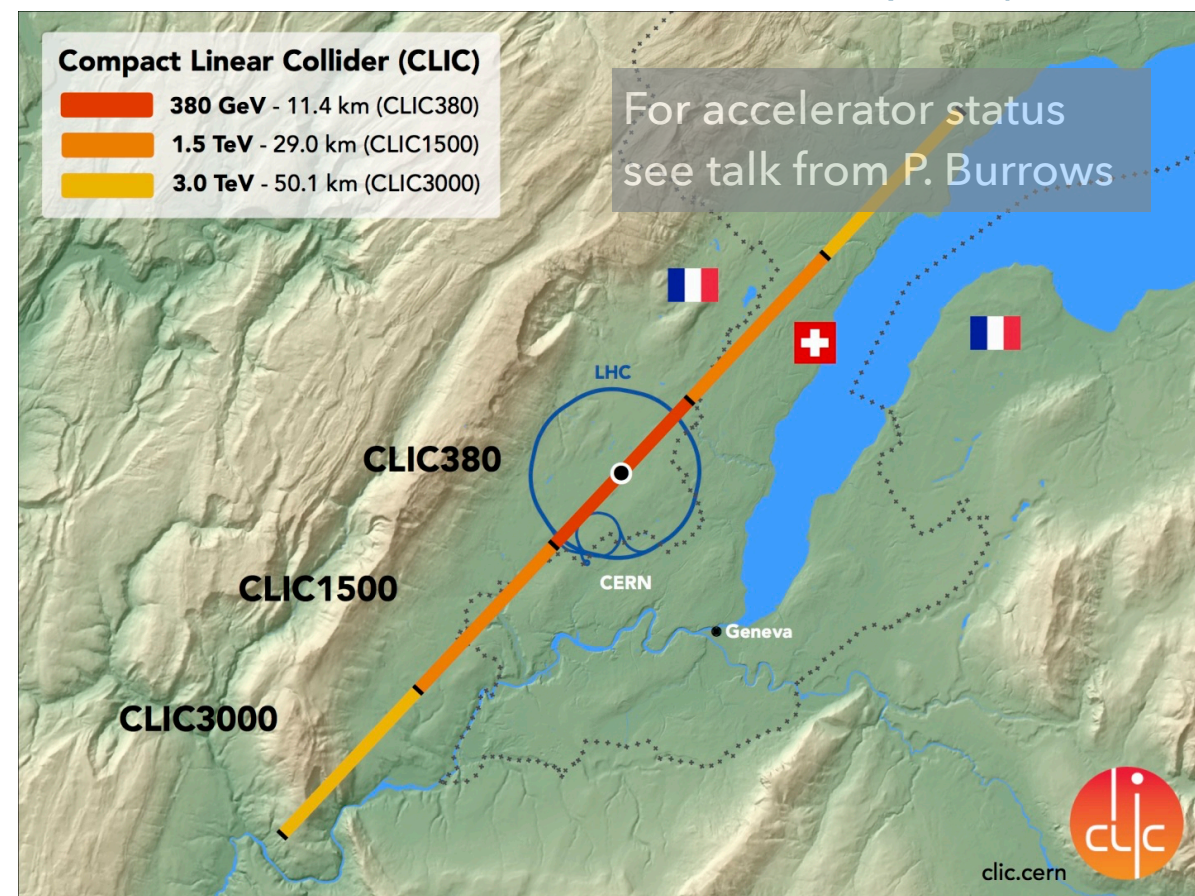 Compact Linear Collider (CLIC)
380 GeV - 11.4 km (CLIC380)
1.5 TeV - 29.0 km (CLIC1500)
3.0 TeV - 50.1 km (CLIC3000)
For accelerator status
see talk from P. Burrows
LHC
CLIC380
CLIC1500
CERN
Geneva
CLIC3000
clic
clic.cern